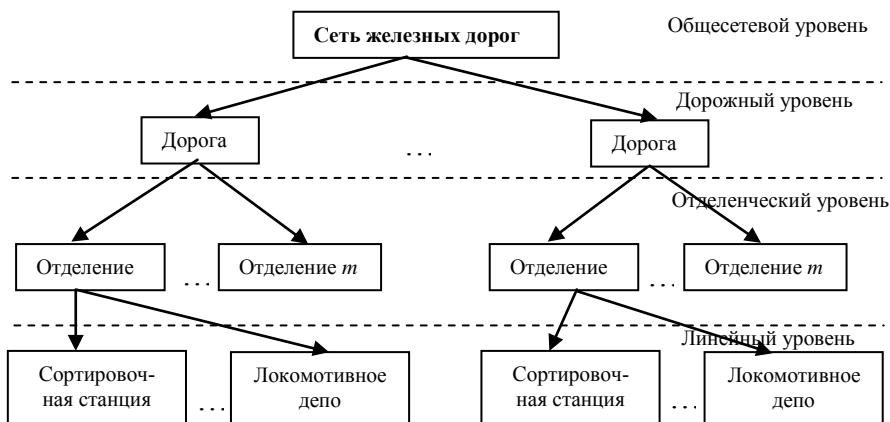 Общесетевой уровень
Сеть железных дорог
Дорожный уровень
Дорога
...
Дорога
Отделенческий уровень
Отделение
...
Отделение m
Отделение
...
Отделение m
Линейный уровень
Сортировоч-
ная станция
...
Локомотивное
депо
Сортировоч-
ная станция
...
Локомотивное
депо